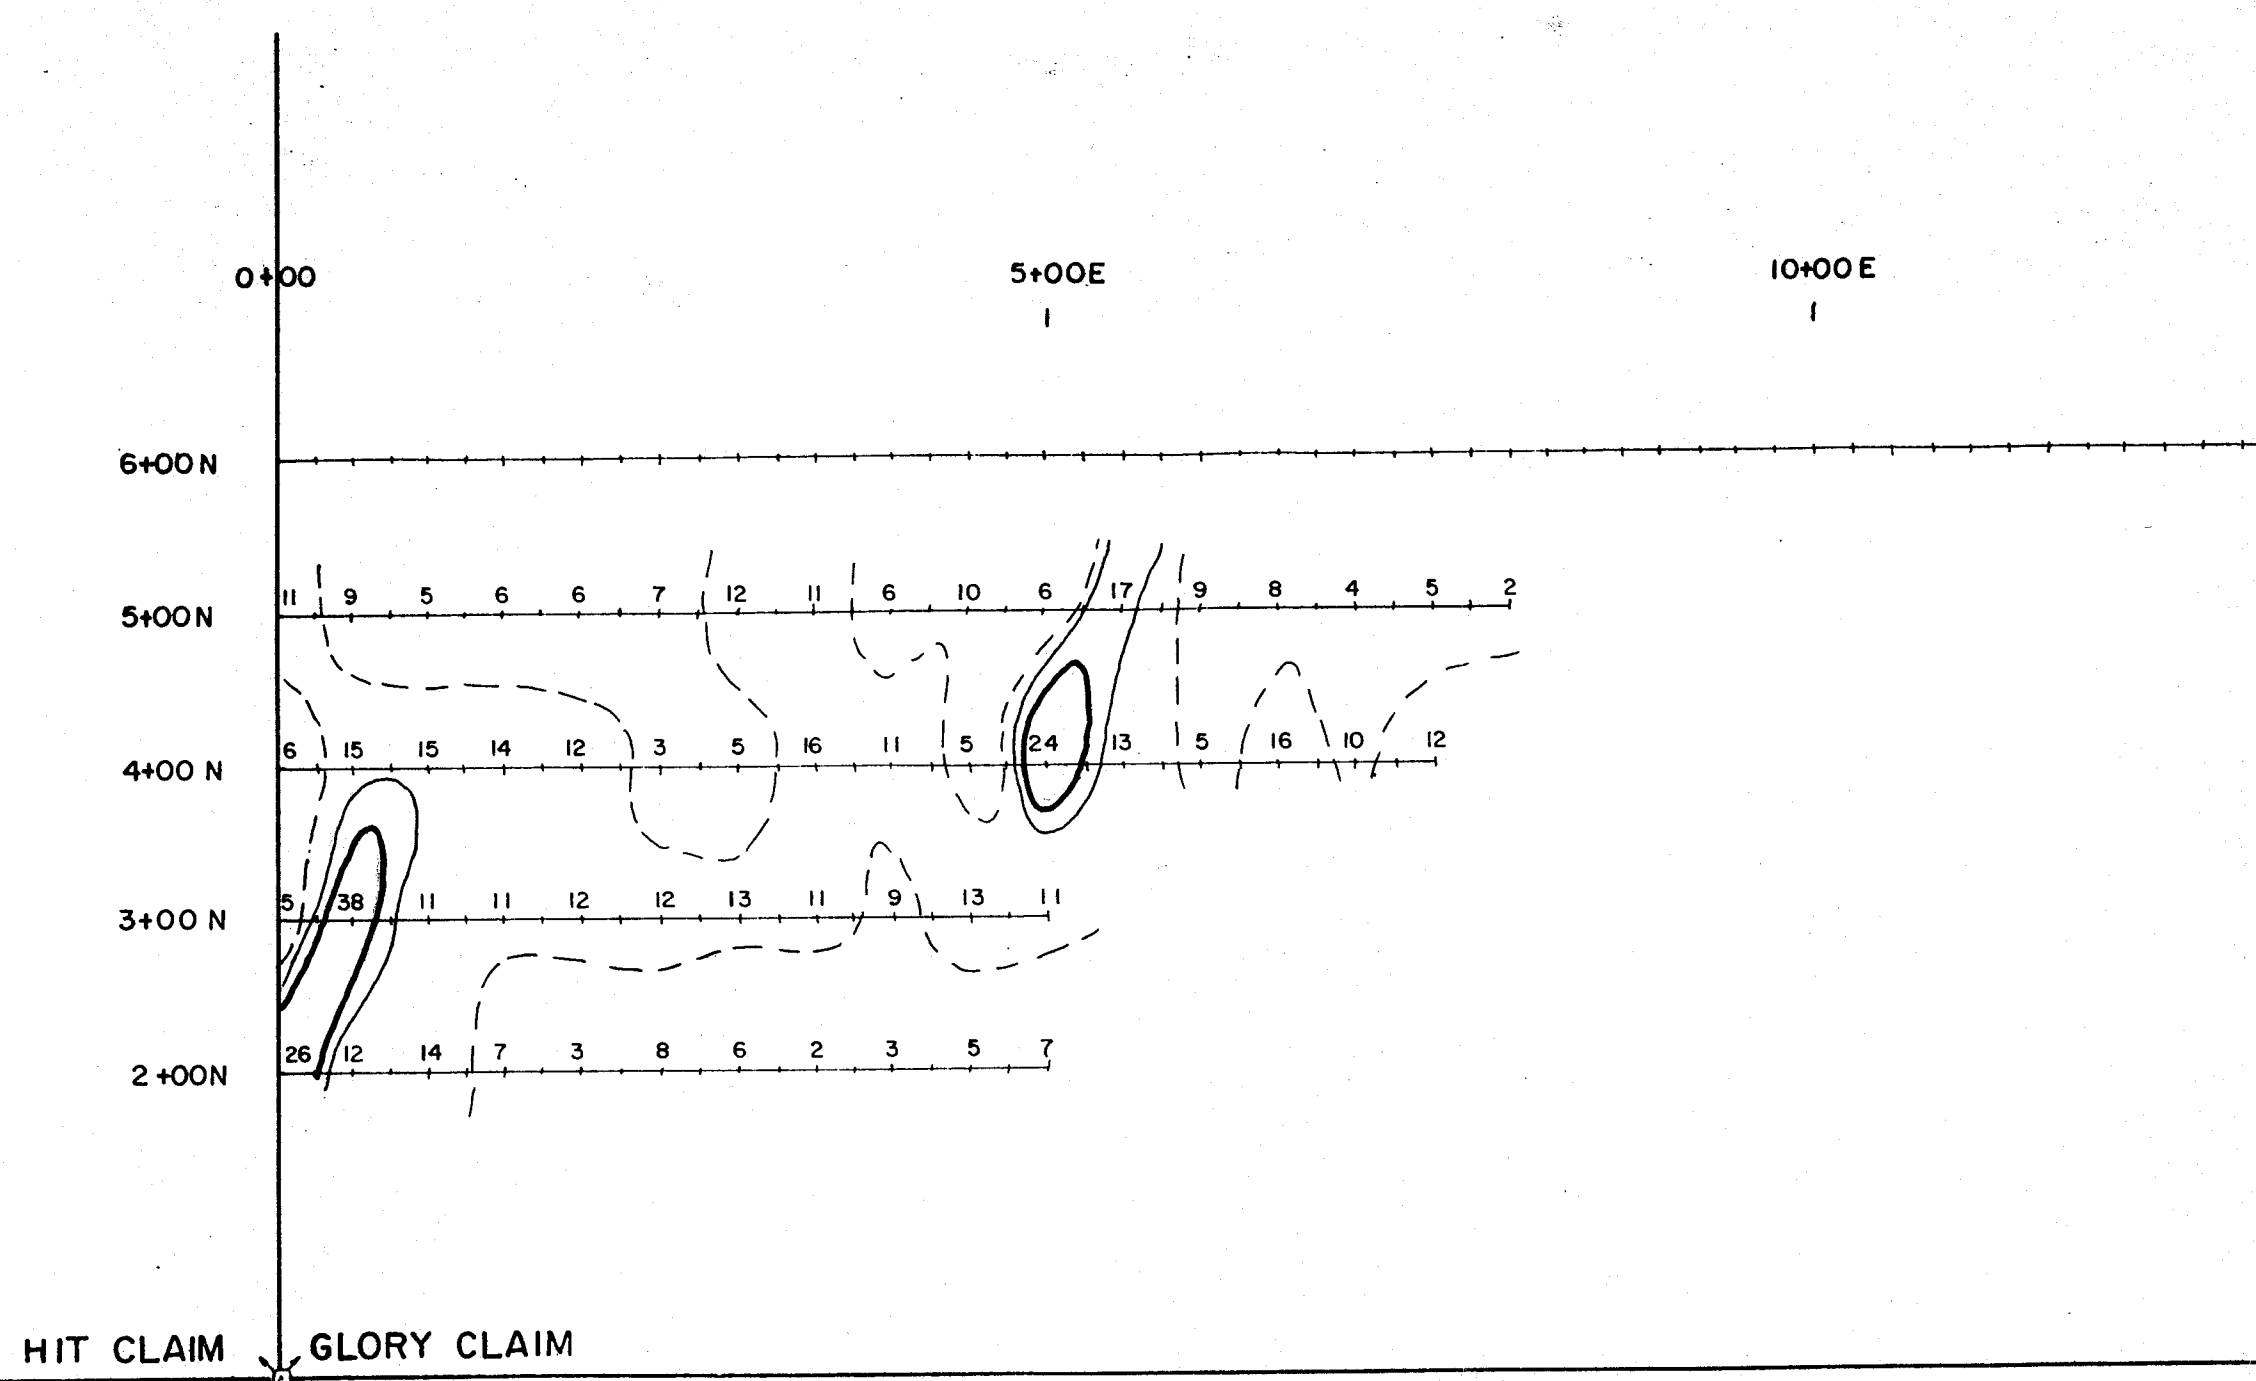 0+00 5+00E 10+00E
6+00N
11 9 5 6 6 7 12 11 6 10 6 17 9 8 4 5 2
5+00N
6 15 15 14 12 3 5 16 11 5 24 13 5 16 10 12
4+00N
5 38 11 11 12 12 13 11 9 13 11
3+00N
26 12 14 7 3 8 6 2 3 5 7
2+00N
HIT CLAIM GLORY CLAIM